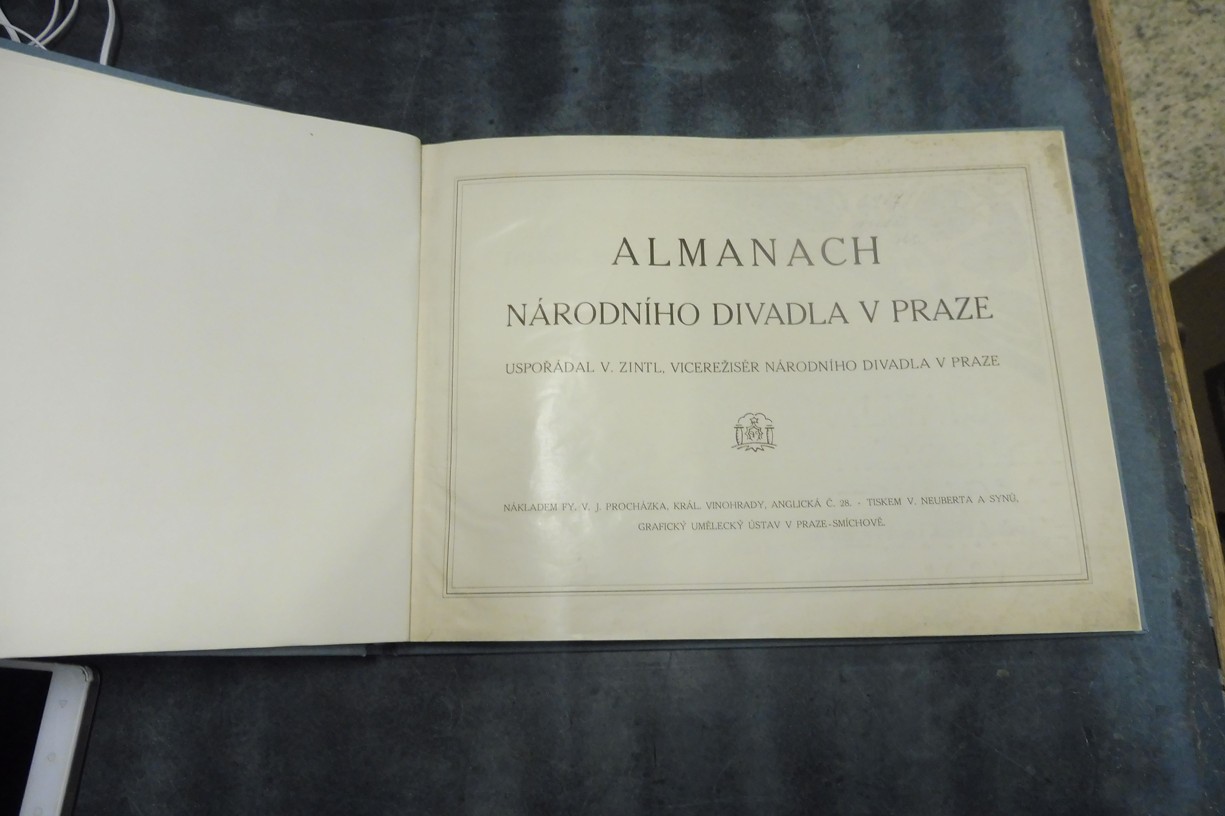 ALMANACH
NÁRODNÍHO DIVADLA V PRAZE
USPOŘÁDAL V. ZINTL, VICEREŽISÉR NÁRODNÍHO DIVADLA V PRAZE
NÁKLADEM FY. V. J. PROCHÁZKA, KRÁL. VINOHRADY, ANGLICKÁ Č. 28. - TISKEM V. NEUBERTA A SYNŮ,
GRAFICKÝ UMĚLECKÝ ÚSTAV V PRAZE-SMÍCHOVĚ.